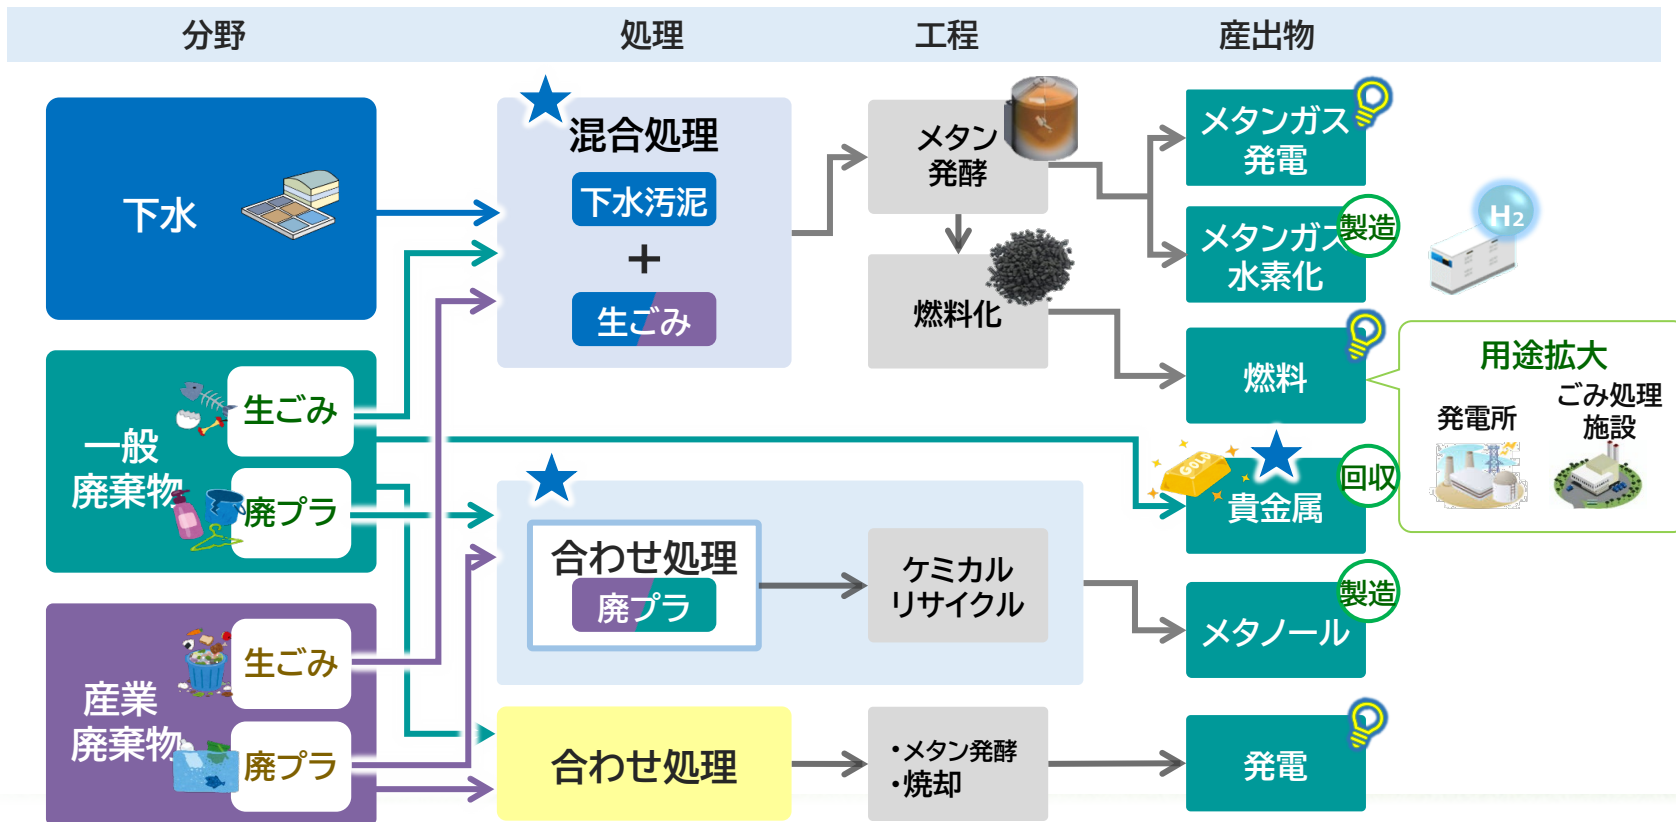 分野
処理
工程
産出物
下水
一般
廃棄物
生ごみ
廃プラ
産業
廃棄物
生ごみ
廃プラ
混合処理
下水汚泥
+
生ごみ
合わせ処理
廃プラ
合わせ処理
メタン
発酵
燃料化
ケミカル
リサイクル
・メタン発酵
・焼却
メタンガス
発電
メタンガス
水素化
製造
H2
燃料
用途拡大
発電所
ごみ処理
施設
GOLD
貴金属
回収
メタノール
製造
発電